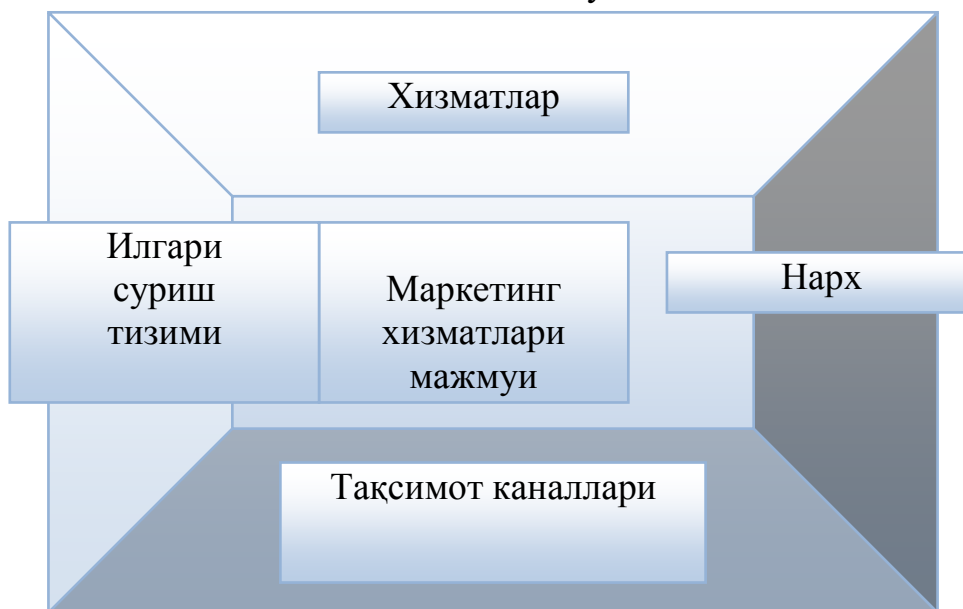 Хизматлар
Илгари
суриш
тизими
Маркетинг
хизматлари
мажмуи
Нарх
Тақсимот каналлари